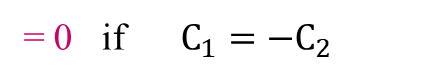 = 0 if C₁ = −C₂